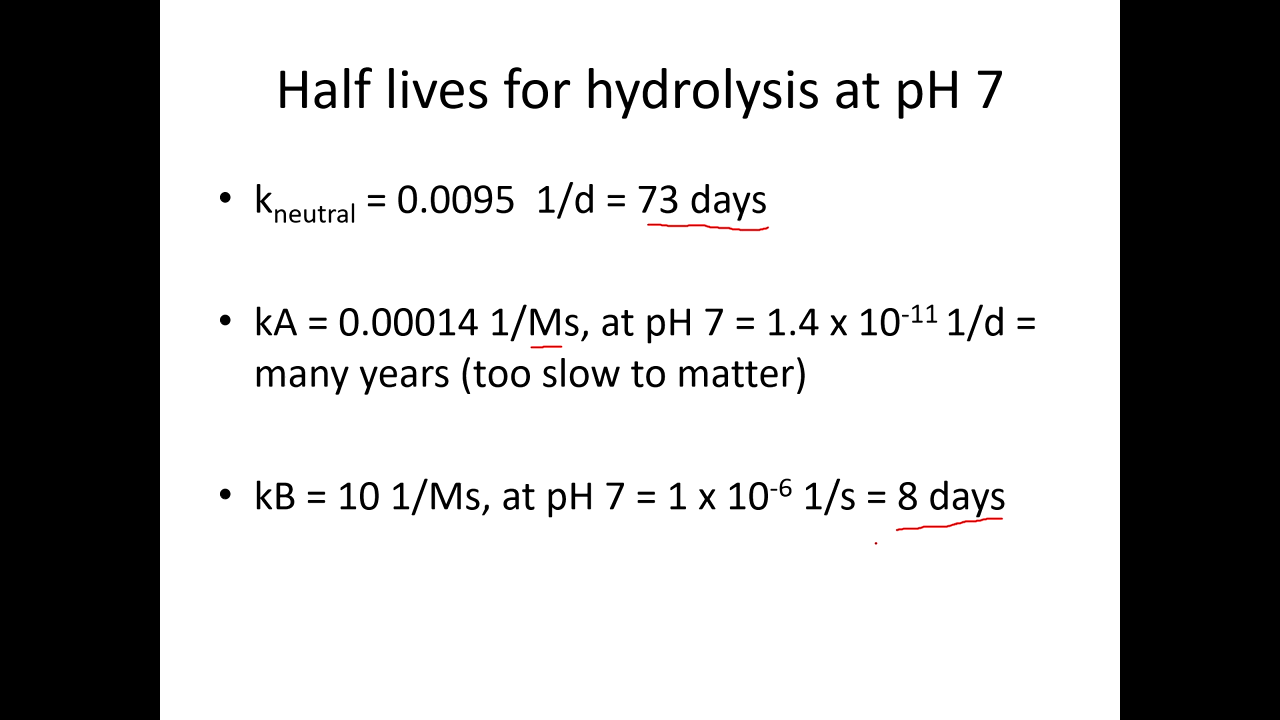 Half lives for hydrolysis at pH 7
• kneutral = 0.0095 1/d = 73 days
• kA = 0.00014 1/Ms, at pH 7 = 1.4 x 10-11 1/d =
many years (too slow to matter)
• kB = 10 1/Ms, at pH 7 = 1 x 10-6 1/s = 8 days